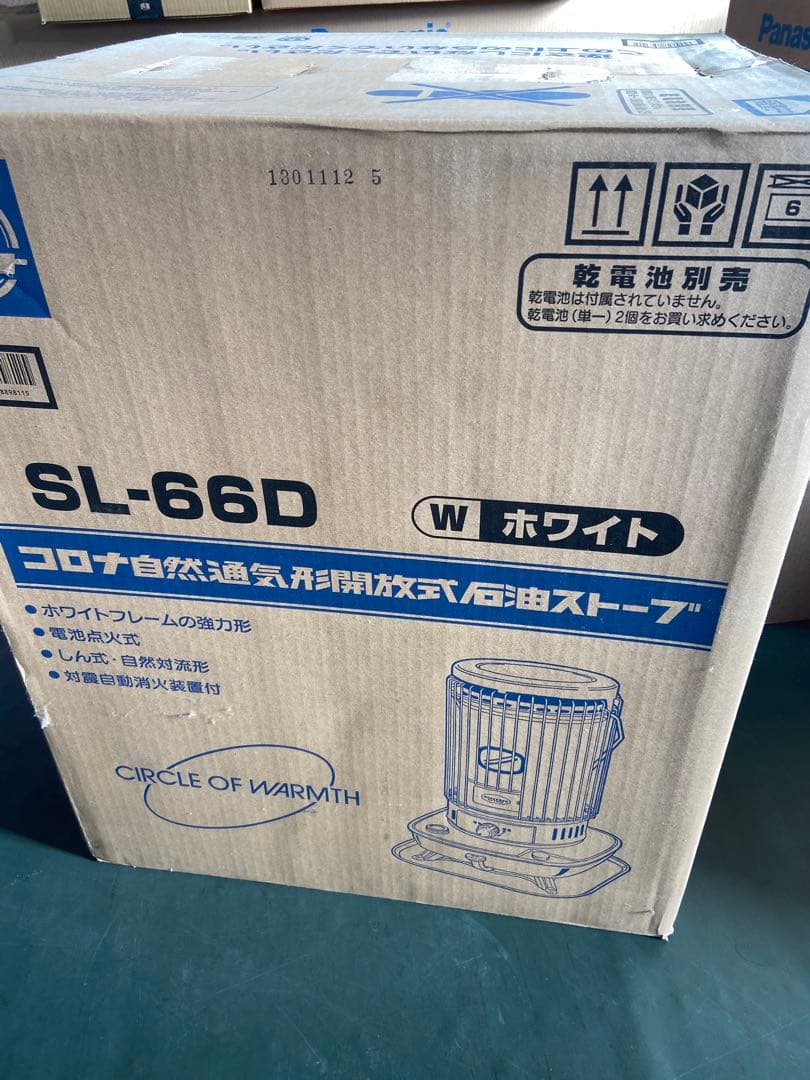 Panasonic
Panas
1301112 5
6
乾電池別売
乾電池は付属されていません。
乾電池(単一)2個をお買い求めください。
SL-66D
W ホワイト
コロナ自然通気形開放式石油ストーブ
●ホワイトフレームの強力形
●電池点火式
●しん式・自然対流形
●対震自動消火装置付
CIRCLE OF WARMTH